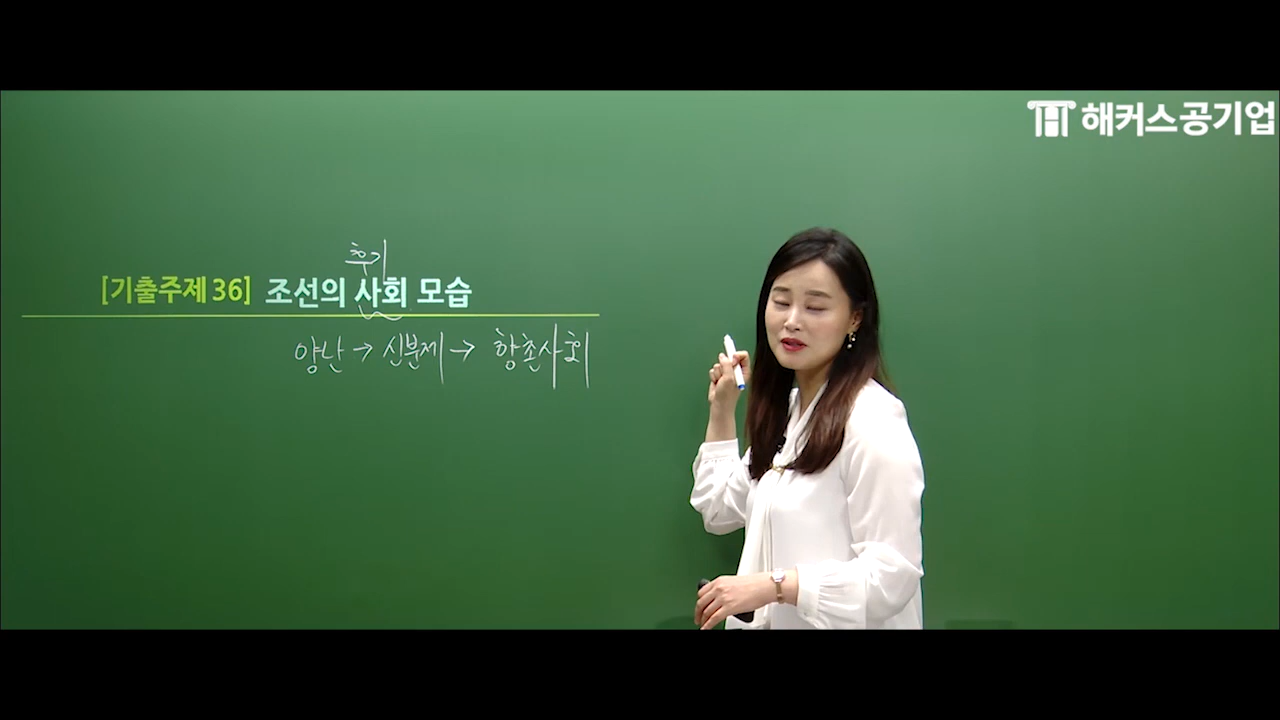 해커스공기업
후기
[기출주제 36] 조선의 사회 모습
양난 → 신분제 → 향촌사회